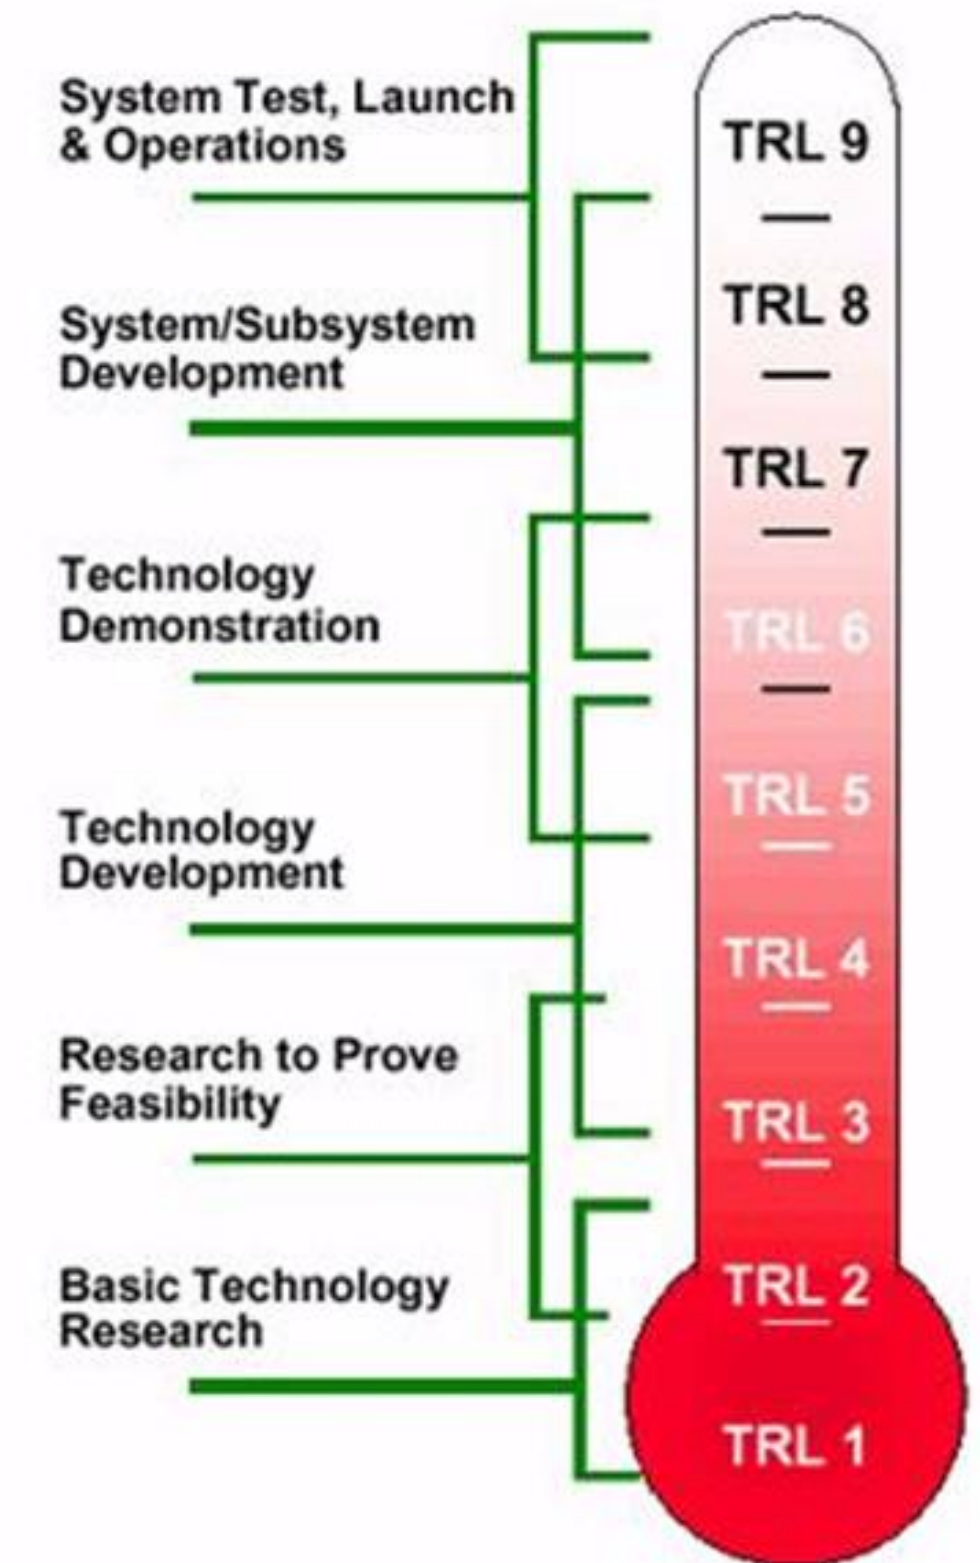 System Test, Launch
& Operations
System/Subsystem
Development
Technology
Demonstration
Technology
Development
Research to Prove
Feasibility
Basic Technology
Research
TRL 9
TRL 8
TRL 7
TRL 6
TRL 5
TRL 4
TRL 3
TRL 2
TRL 1